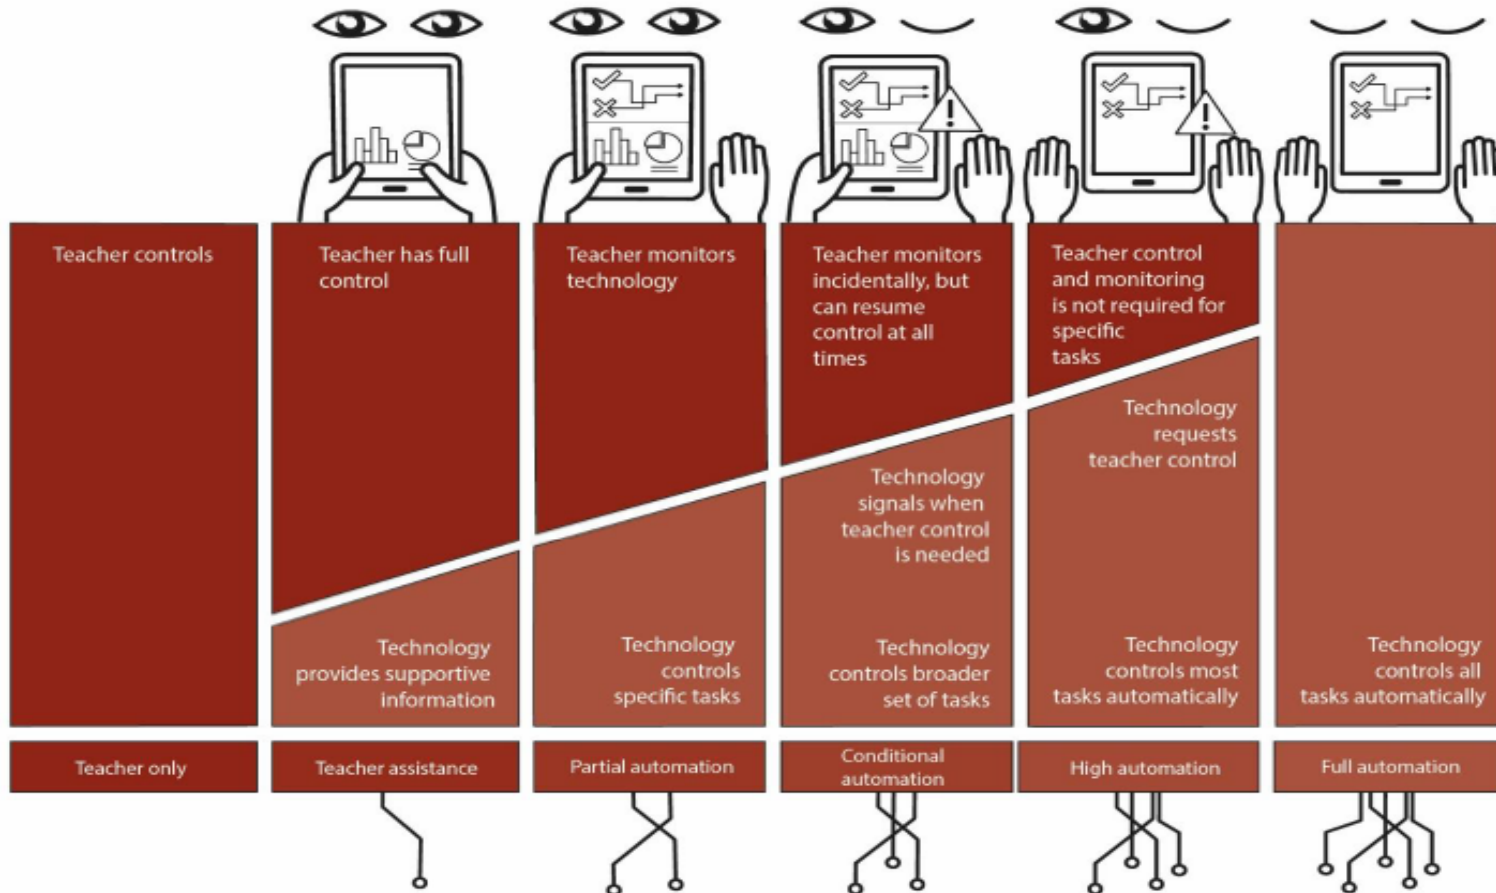 Teacher controls
Teacher has full
control
Technology
provides supportive
information
Teacher monitors
technology
Technology
controls
specific tasks
Teacher monitors
incidentally, but
can resume
control at all
times
Technology
signals when
teacher control
is needed
Technology
controls broader
set of tasks
Teacher control
and monitoring
is not required for
specific
tasks
Technology
requests
teacher control
Technology
controls most
tasks automatically
Technology
controls all
tasks automatically
Teacher only
Teacher assistance
Partial automation
Conditional
automation
High automation
Full automation